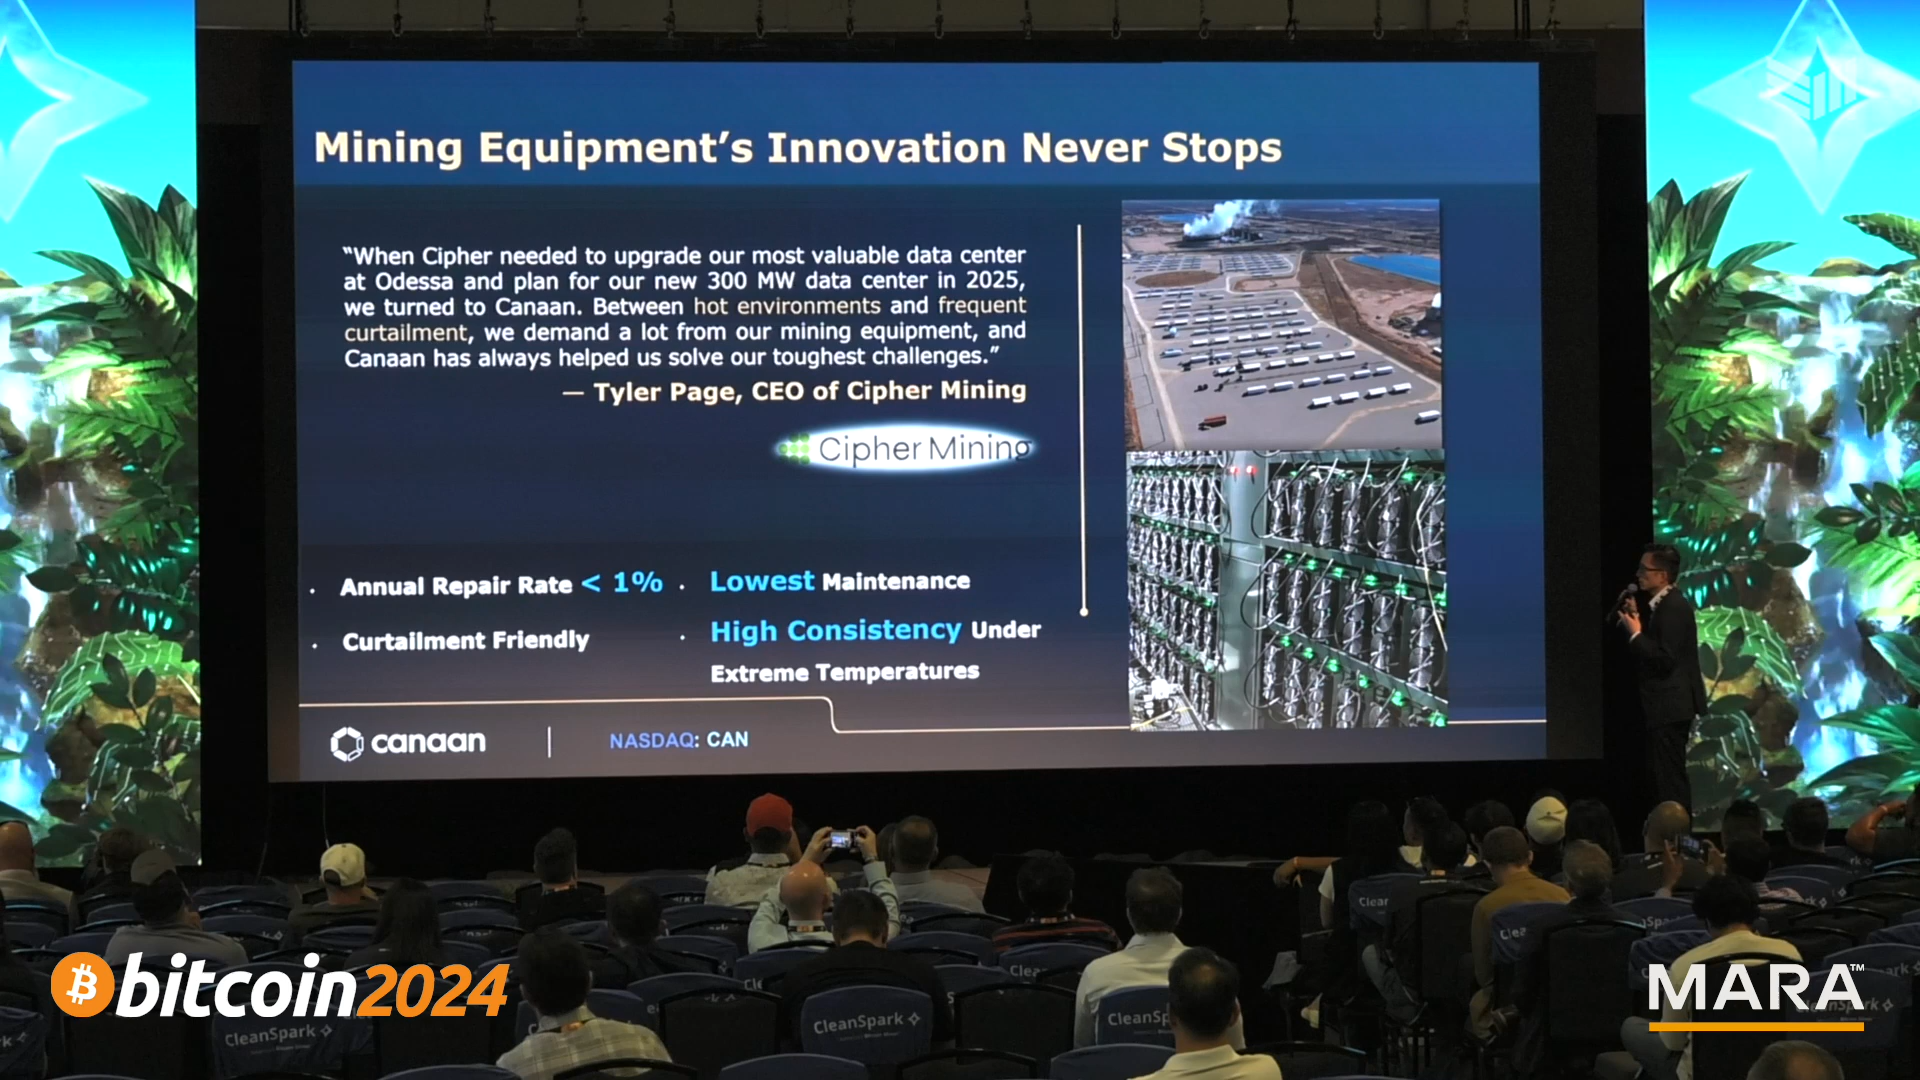 Mining Equipment's Innovation Never Stops
“When Cipher needed to upgrade our most valuable data center
at Odessa and plan for our new 300 MW data center in 2025,
we turned to Canaan. Between hot environments and frequent
curtailment, we demand a lot from our mining equipment, and
Canaan has always helped us solve our toughest challenges.”
— Tyler Page, CEO of Cipher Mining
Cipher Mining
· Annual Repair Rate < 1%
· Curtailment Friendly
· Lowest Maintenance
· High Consistency Under
Extreme Temperatures
canaan
NASDAQ: CAN
bitcoin2024
MARA™
CleanSpark
CleanSpark
CleanSp